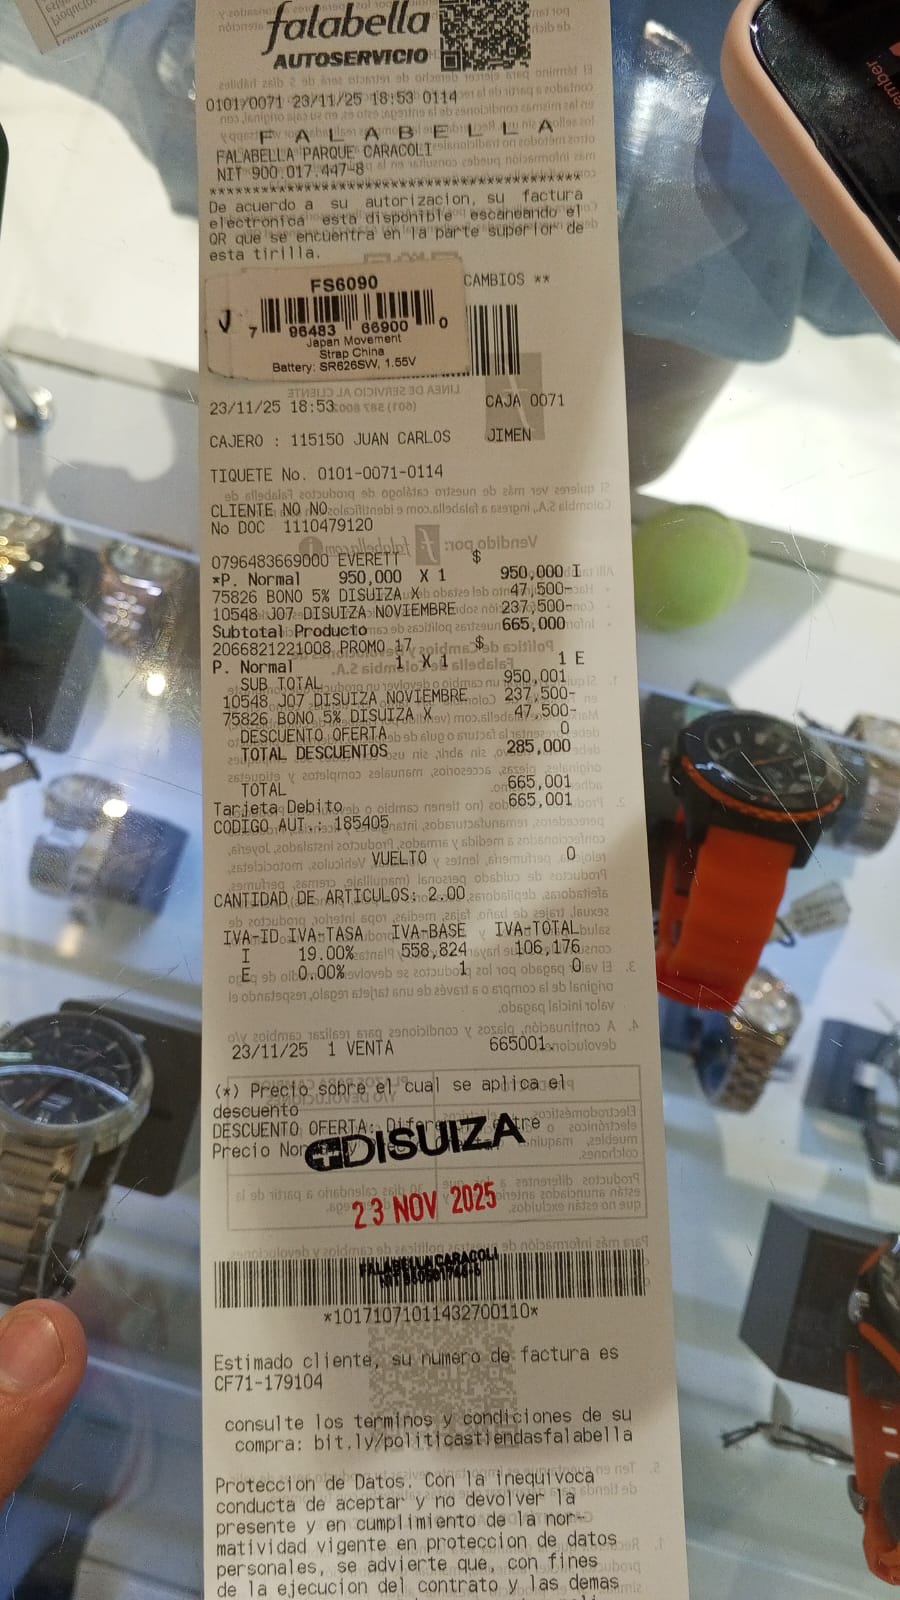 falabella
AUTOSERVICIO
0101/0071 23/11/25 18:53 0114
F A L A B E L L A
FALABELLA PARQUE CARACOLI
NIT 900.017.447-8
************************************************
De acuerdo a su autorizacion, su factura
electronica esta disponible escaneando el
QR que se encuentra en la parte superior de
esta tirilla.
CAMBIOS **
FS6090
7 96483 66900 0
Japan Movement
Strap China
Battery: SR626SW, 1.55V
23/11/25 18:53 CAJA 0071
CAJERO : 115150 JUAN CARLOS JIMEN
TIQUETE No. 0101-0071-0114
CLIENTE NO NO
No DOC 1110479120
0796483669000 EVERETT $
*P. Normal 950,000 X 1 950,000 I
75826 BONO 5% DISUIZA X 47,500-
10548 J07 DISUIZA NOVIEMBRE 237,500-
Subtotal Producto 665,000
2066821221008 PROMO 17 $
P. Normal 1 X 1 1 E
SUB TOTAL 950,001
10548 J07 DISUIZA NOVIEMBRE 237,500-
75826 BONO 5% DISUIZA X 47,500-
DESCUENTO OFERTA 0
TOTAL DESCUENTOS 285,000
TOTAL 665,001
Tarjeta Debito 665,001
CODIGO AUT.: 185405
VUELTO 0
CANTIDAD DE ARTICULOS: 2.00
IVA-ID IVA-TASA IVA-BASE IVA-TOTAL
I 19.00% 558,824 106,176
E 0.00% 1 0
23/11/25 1 VENTA 665001.
(*) Precio sobre el cual se aplica el
descuento
DESCUENTO OFERTA:
Precio
DISUIZA
23 NOV 2025
FALABELLA CARACOLI
*10171071011432700110*
Estimado cliente, su numero de factura es
CF71-179104
consulte los terminos y condiciones de su
compra: bit.ly/politicastiendasfalabella
Proteccion de Datos. Con la inequivoca
conducta de aceptar y no devolver la
presente y en cumplimiento de la nor-
matividad vigente en proteccion de datos
personales, se advierte que, con fines
de la ejecucion del contrato y las demas